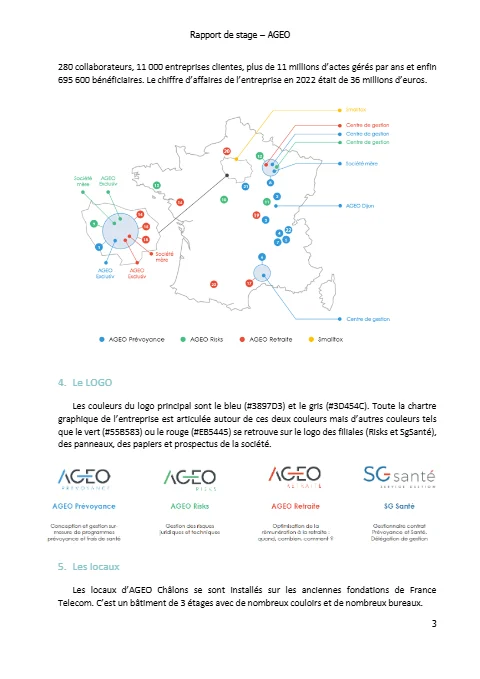 Rapport de stage – AGEO
280 collaborateurs, 11 000 entreprises clientes, plus de 11 millions d'actes gérés par ans et enfin
695 600 bénéficiaires. Le chiffre d'affaires de l'entreprise en 2022 était de 36 millions d'euros.
Smalltox
Centre de gestion
Centre de gestion
Centre de gestion
Société mère
AGEO Dijon
Société mère
AGEO Exclusiv
Société mère
AGEO Exclusiv
AGEO Exclusiv
Centre de gestion
AGEO Prévoyance
AGEO Risks
AGEO Retraite
Smalltox
4. Le LOGO
Les couleurs du logo principal sont le bleu (#3897D3) et le gris (#3D454C). Toute la chartre
graphique de l'entreprise est articulée autour de ces deux couleurs mais d'autres couleurs tels
que le vert (#55B583) ou le rouge (#EB5445) se retrouve sur le logo des filiales (Risks et SgSanté),
des panneaux, des papiers et prospectus de la société.
AGEO PRÉVOYANCE
AGEO RISKS
AGEO RETRAITE
SG santé
SERVICE GESTION
AGEO Prévoyance
AGEO Risks
AGEO Retraite
SG Santé
Conception et gestion sur-
mesure de programmes
prévoyance et frais de santé
Gestion des risques
juridiques et techniques
Optimisation de la
rémunération à la retraite :
quand, combien, comment ?
Gestionnaire contrat
Prévoyance et Santé.
Délégation de gestion
5. Les locaux
Les locaux d'AGEO Châlons se sont installés sur les anciennes fondations de France
Telecom. C'est un bâtiment de 3 étages avec de nombreux couloirs et de nombreux bureaux.
3